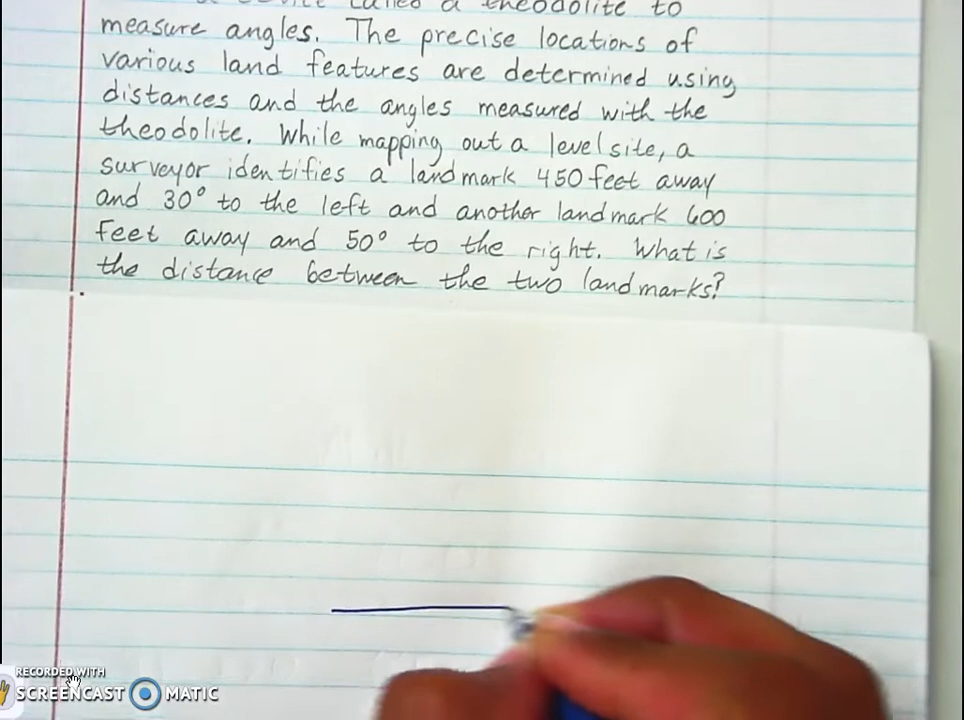 called a theodolite to
measure angles. The precise locations of
various land features are determined using
distances and the angles measured with the
theodolite. While mapping out a level site, a
surveyor identifies a landmark 450 feet away
and 30° to the left and another landmark 600
feet away and 50° to the right. What is
the distance between the two landmarks?
RECORDED WITH
SCREENCAST MATIC